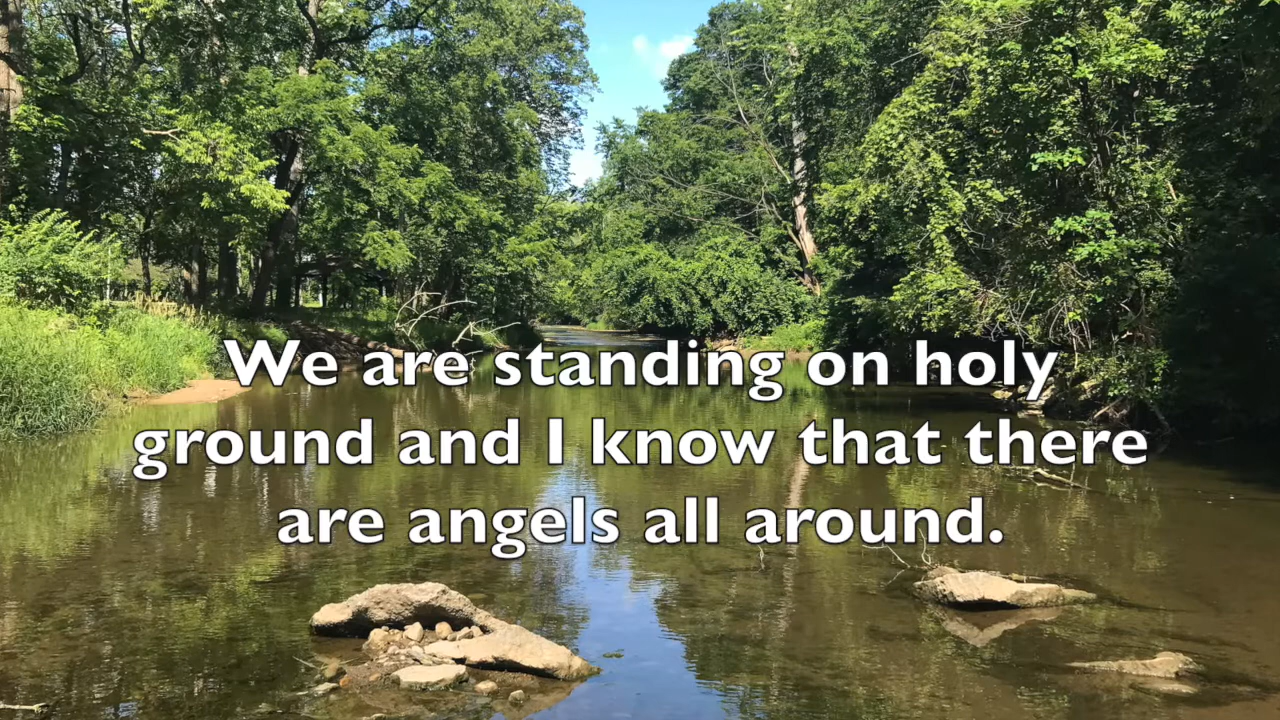 We are standing on holy
ground and I know that there
are angels all around.